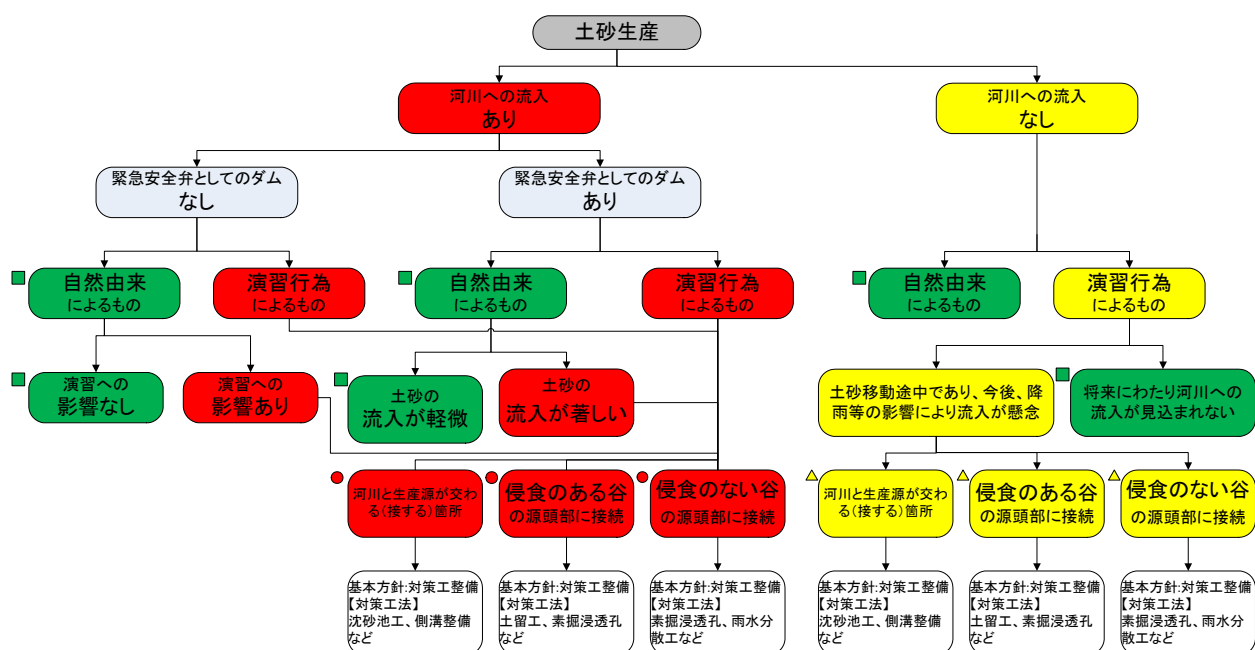 土砂生産
河川への流入
あり
河川への流入
なし
緊急安全弁としてのダム
なし
緊急安全弁としてのダム
あり
自然由来
によるもの
演習行為
によるもの
自然由来
によるもの
演習行為
によるもの
自然由来
によるもの
演習行為
によるもの
演習への
影響なし
演習への
影響あり
土砂の
流入が軽微
土砂の
流入が著しい
土砂移動途中であり、今後、降
雨等の影響により流入が懸念
将来にわたり河川への
流入が見込まれない
河川と生産源が交わ
る(接する)箇所
侵食のある谷
の源頭部に接続
侵食のない谷
の源頭部に接続
河川と生産源が交わ
る(接する)箇所
侵食のある谷
の源頭部に接続
侵食のない谷
の源頭部に接続
基本方針:対策工整備
【対策工法】
沈砂池工、側溝整備
など
基本方針:対策工整備
【対策工法】
土留工、素掘浸透孔
など
基本方針:対策工整備
【対策工法】
素掘浸透孔、雨水分
散工など
基本方針:対策工整備
【対策工法】
沈砂池工、側溝整備
など
基本方針:対策工整備
【対策工法】
土留工、素掘浸透孔
など
基本方針:対策工整備
【対策工法】
素掘浸透孔、雨水分
散工など